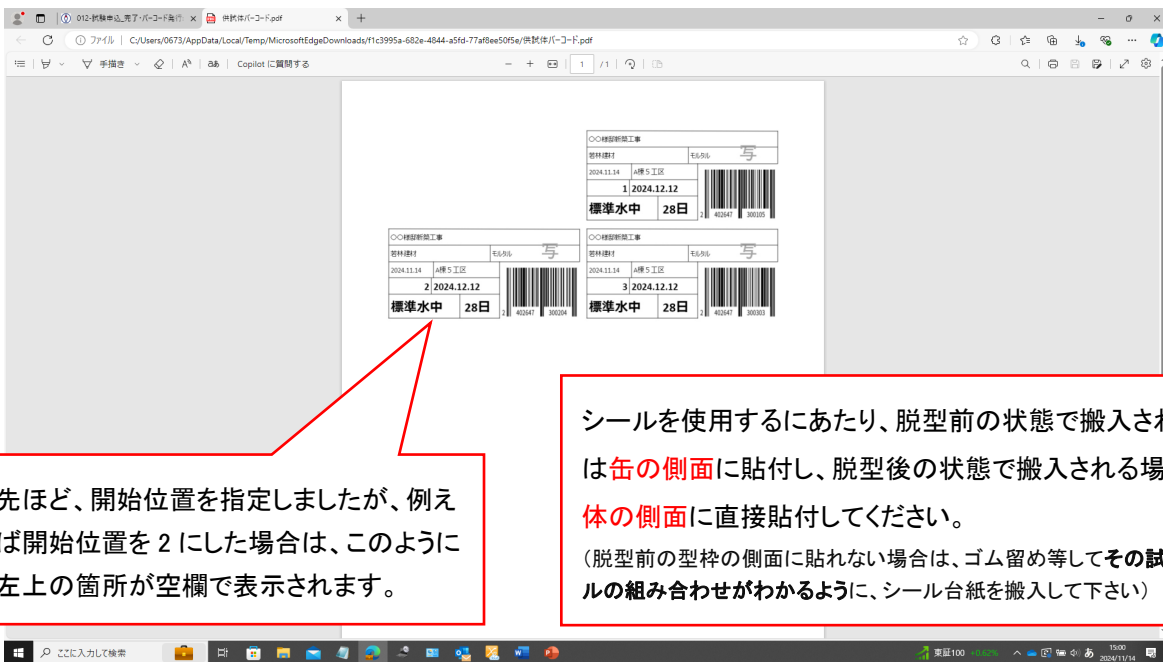 012-試験申込_完了・バーコード発行
供試体バーコード.pdf
ファイル | C:/Users/0673/AppData/Local/Temp/MicrosoftEdgeDownloads/f1c3995a-682e-4844-a5fd-77af8ee50f5e/供試体バーコード.pdf
手描き aあ Copilot に質問する 1 /1
〇〇様邸新築工事
若林建材 モルタル 写
2024.11.14 A棟５工区
1 2024.12.12
標準水中 28日
2 402647 300105
〇〇様邸新築工事
若林建材 モルタル 写
2024.11.14 A棟５工区
2 2024.12.12
標準水中 28日
2 402647 300204
〇〇様邸新築工事
若林建材 モルタル 写
2024.11.14 A棟５工区
3 2024.12.12
標準水中 28日
2 402647 300303
先ほど、開始位置を指定しましたが、例え
ば開始位置を２にした場合は、このように
左上の箇所が空欄で表示されます。
シールを使用するにあたり、脱型前の状態で搬入され
は缶の側面に貼付し、脱型後の状態で搬入される場
体の側面に直接貼付してください。
（脱型前の型枠の側面に貼れない場合は、ゴム留め等してその試
ルの組み合わせがわかるように、シール台紙を搬入して下さい）
ここに入力して検索
東証100 +0.62%
あ
15:00
2024/11/14